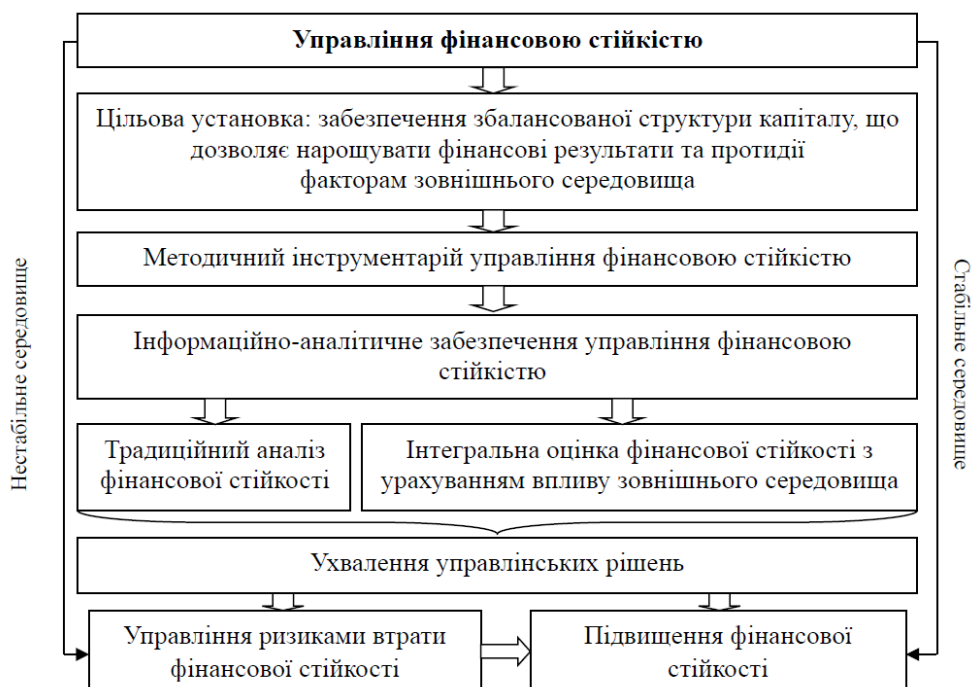 Управління фінансовою стійкістю
Цільова установка: забезпечення збалансованої структури капіталу, що
дозволяє нарощувати фінансові результати та протидії
факторам зовнішнього середовища
Методичний інструментарій управління фінансовою стійкістю
Інформаційно-аналітичне забезпечення управління фінансовою
стійкістю
Традиційний аналіз
фінансової стійкості
Інтегральна оцінка фінансової стійкості з
урахуванням впливу зовнішнього середовища
Ухвалення управлінських рішень
Управління ризиками втрати
фінансової стійкості
Підвищення фінансової
стійкості
Нестабільне середовище
Стабільне середовище